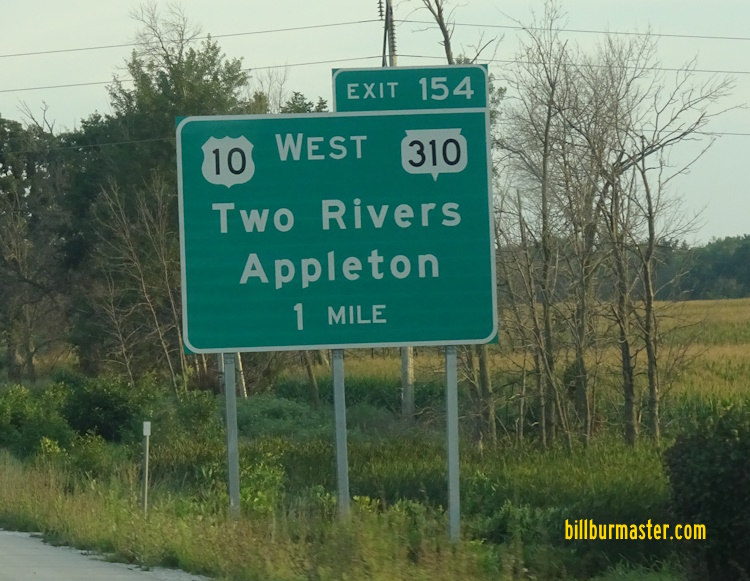 EXIT 154
10 WEST 310
Two Rivers
Appleton
1 MILE
billburmaster.com